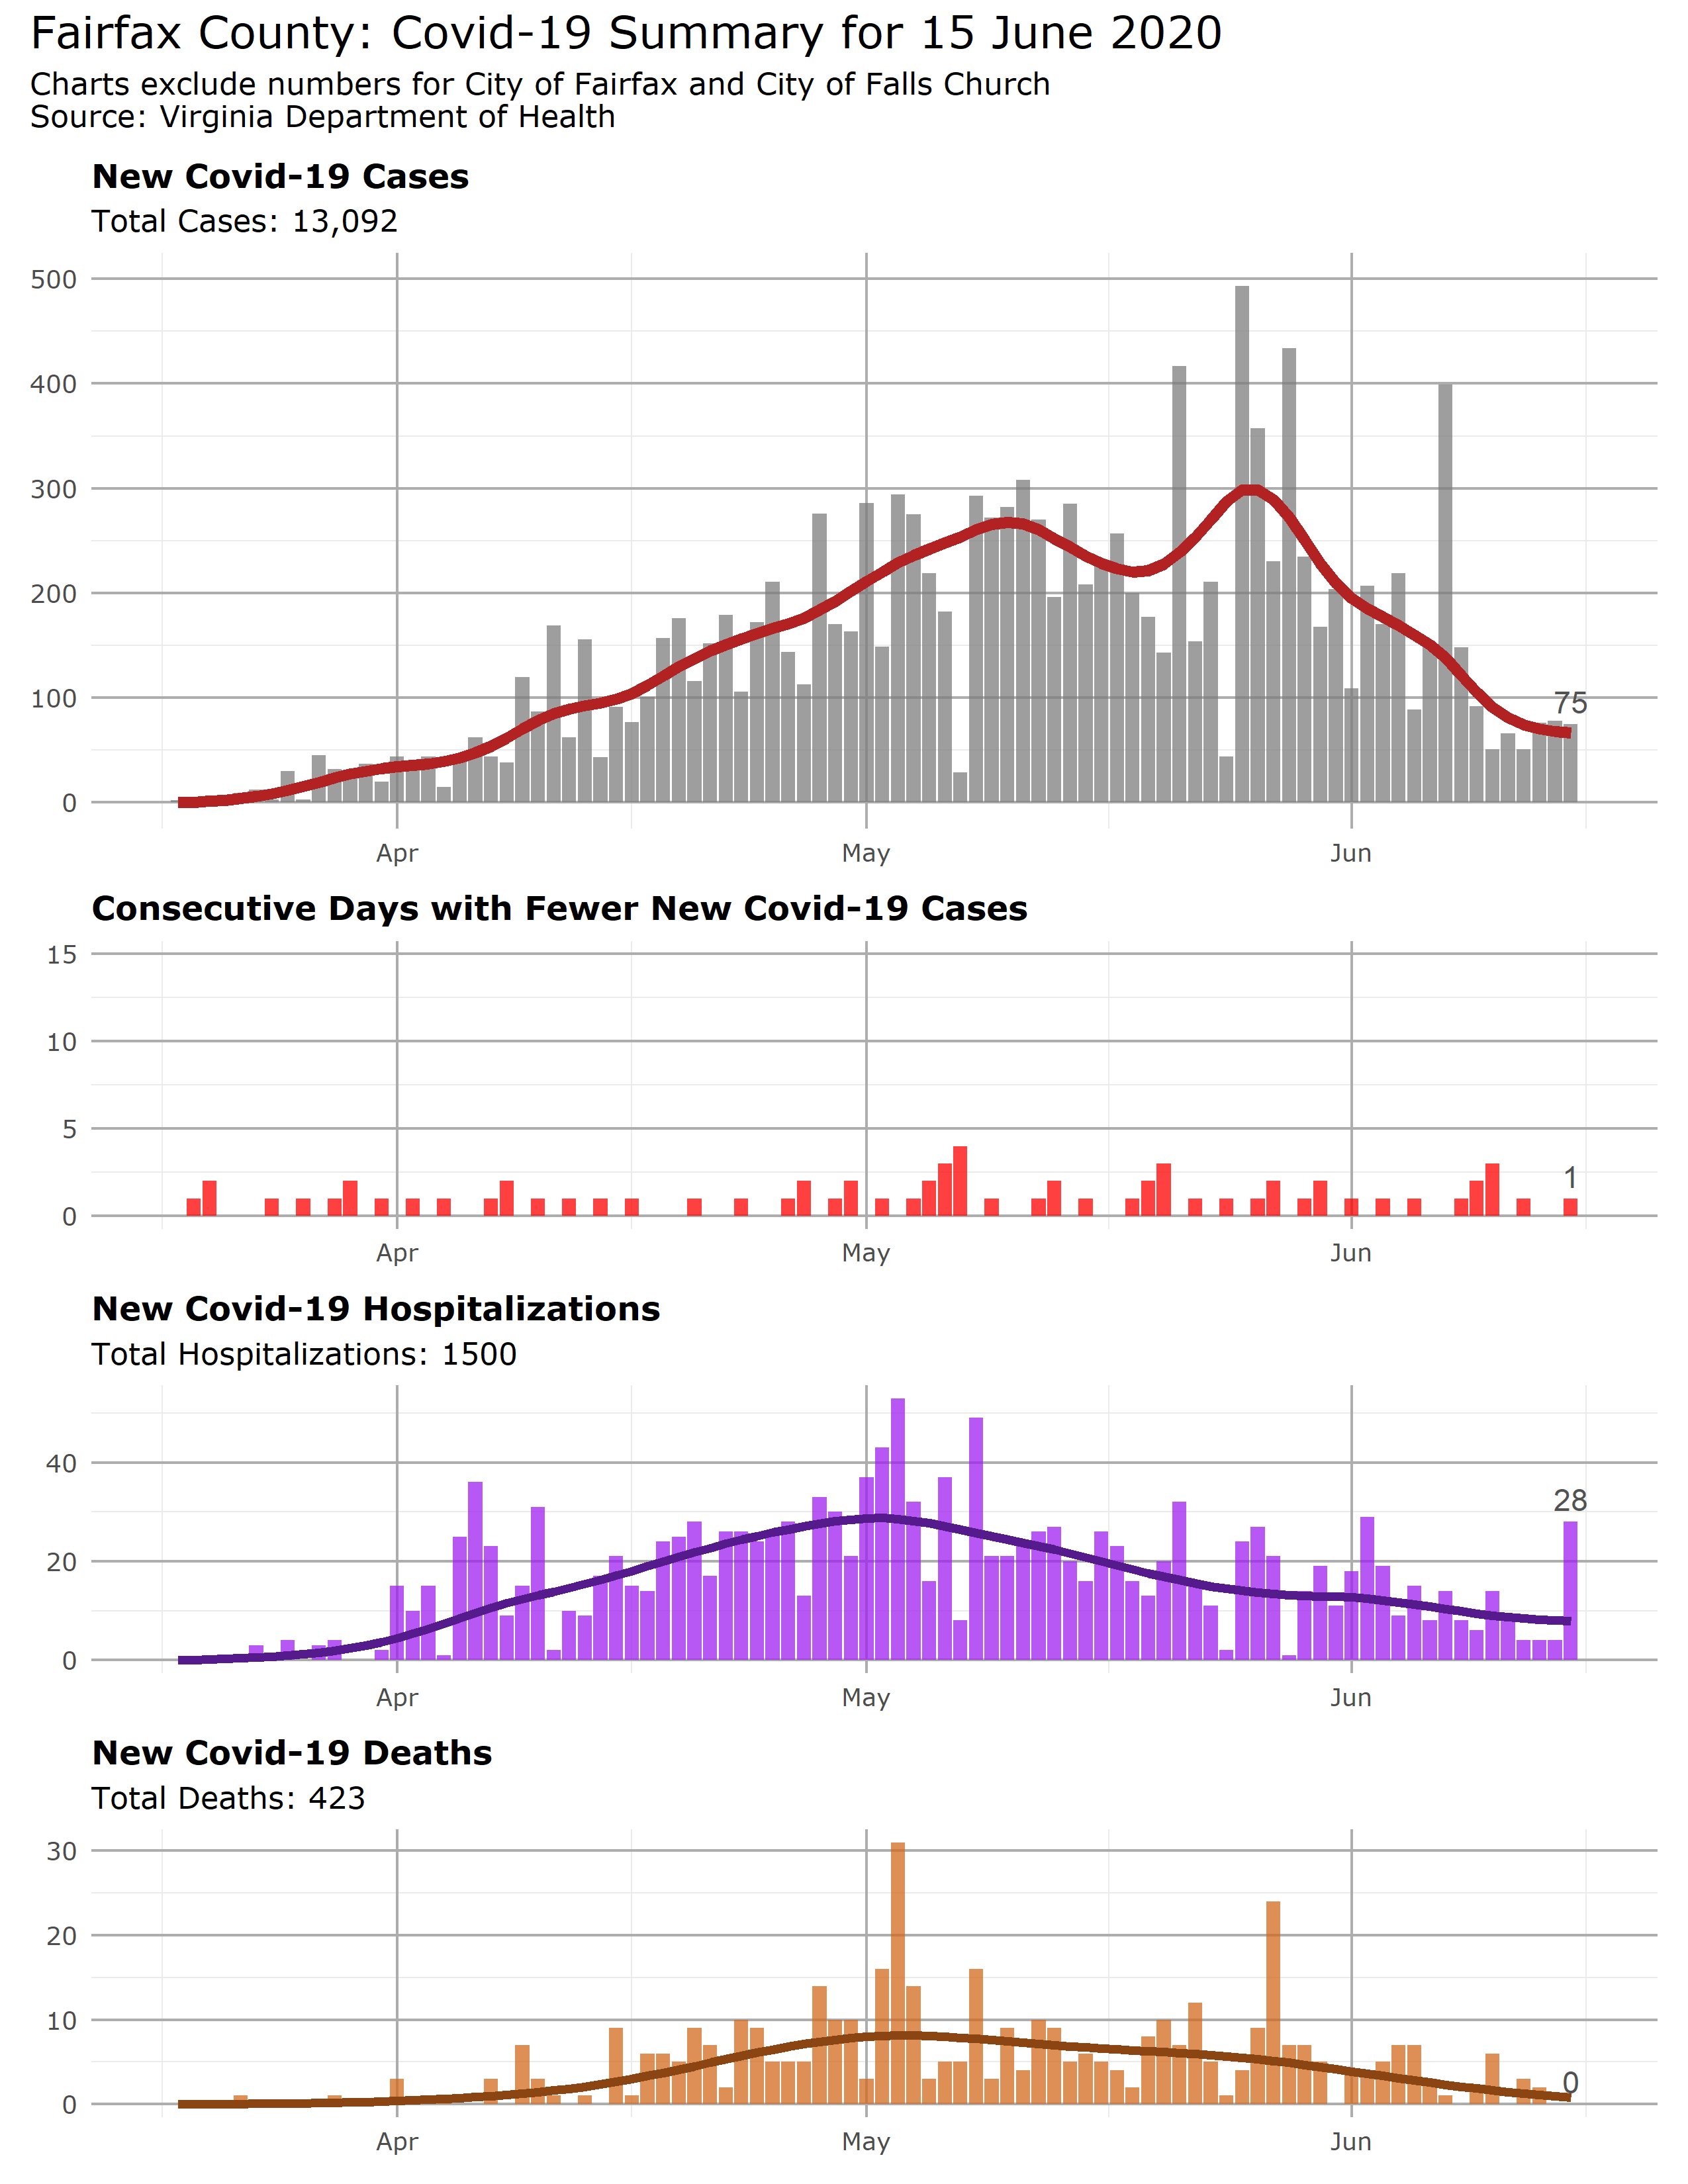 Fairfax County: Covid-19 Summary for 15 June 2020
Charts exclude numbers for City of Fairfax and City of Falls Church
Source: Virginia Department of Health
New Covid-19 Cases
Total Cases: 13,092
500
400
300
200
100
0
75
Apr May Jun
Consecutive Days with Fewer New Covid-19 Cases
15
10
5
0
1
Apr May Jun
New Covid-19 Hospitalizations
Total Hospitalizations: 1500
40
20
0
28
Apr May Jun
New Covid-19 Deaths
Total Deaths: 423
30
20
10
0
0
Apr May Jun